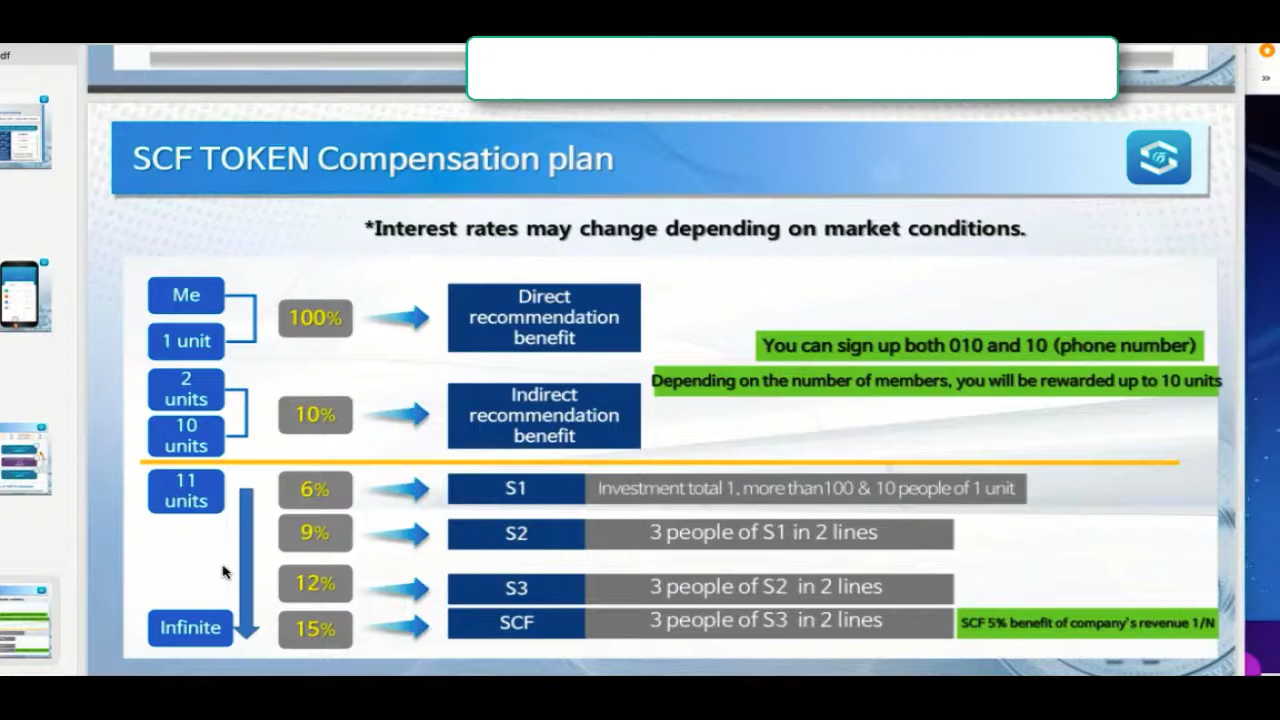 df
»
SCF TOKEN Compensation plan
*Interest rates may change depending on market conditions.
Me
1 unit
100%
Direct
recommendation
benefit
You can sign up both 010 and 10 (phone number)
Depending on the number of members, you will be rewarded up to 10 units
2
units
10
units
10%
Indirect
recommendation
benefit
11
units
6%
S1
Investment total 1, more than100 & 10 people of 1 unit
9%
S2
3 people of S1 in 2 lines
12%
S3
3 people of S2 in 2 lines
Infinite
15%
SCF
3 people of S3 in 2 lines
SCF 5% benefit of company's revenue 1/N